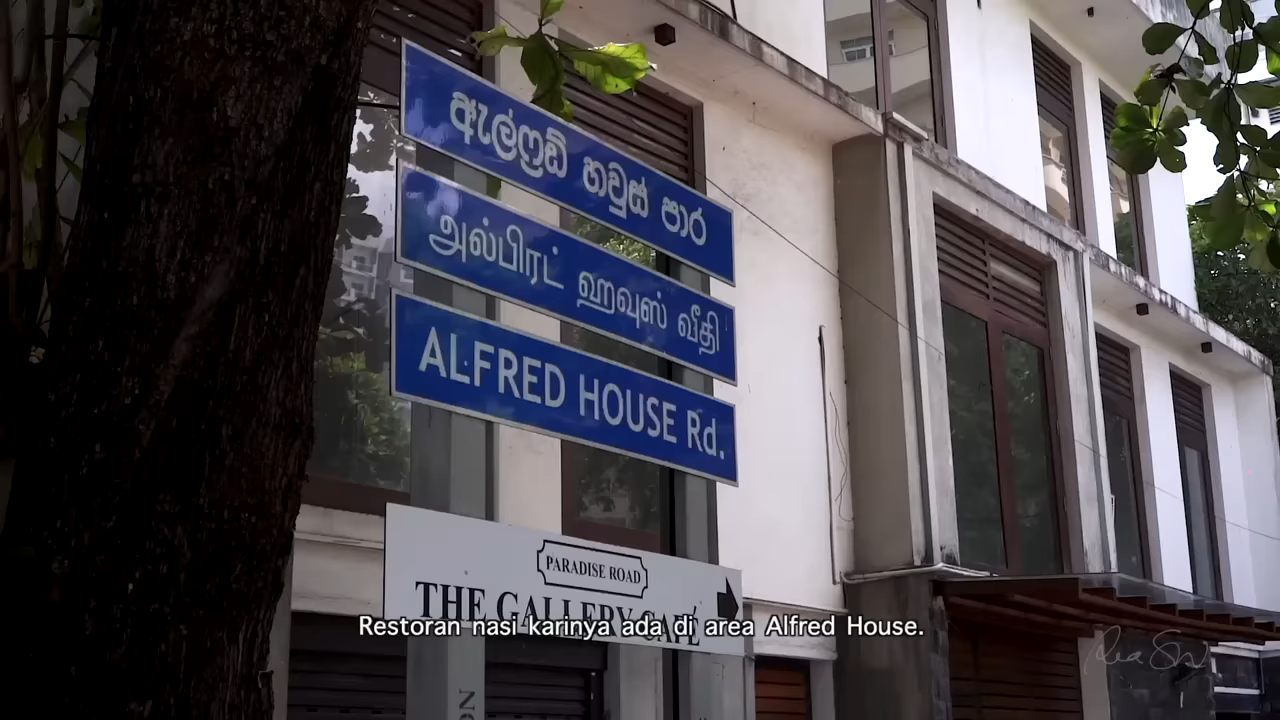 ඇල්ෆ්‍රඩ් හවුස් පාර
அல்பிரட் ஹவுஸ் வீதி
ALFRED HOUSE Rd.
PARADISE ROAD
THE GALLERY CAFE
Restoran nasi karinya ada di area Alfred House.